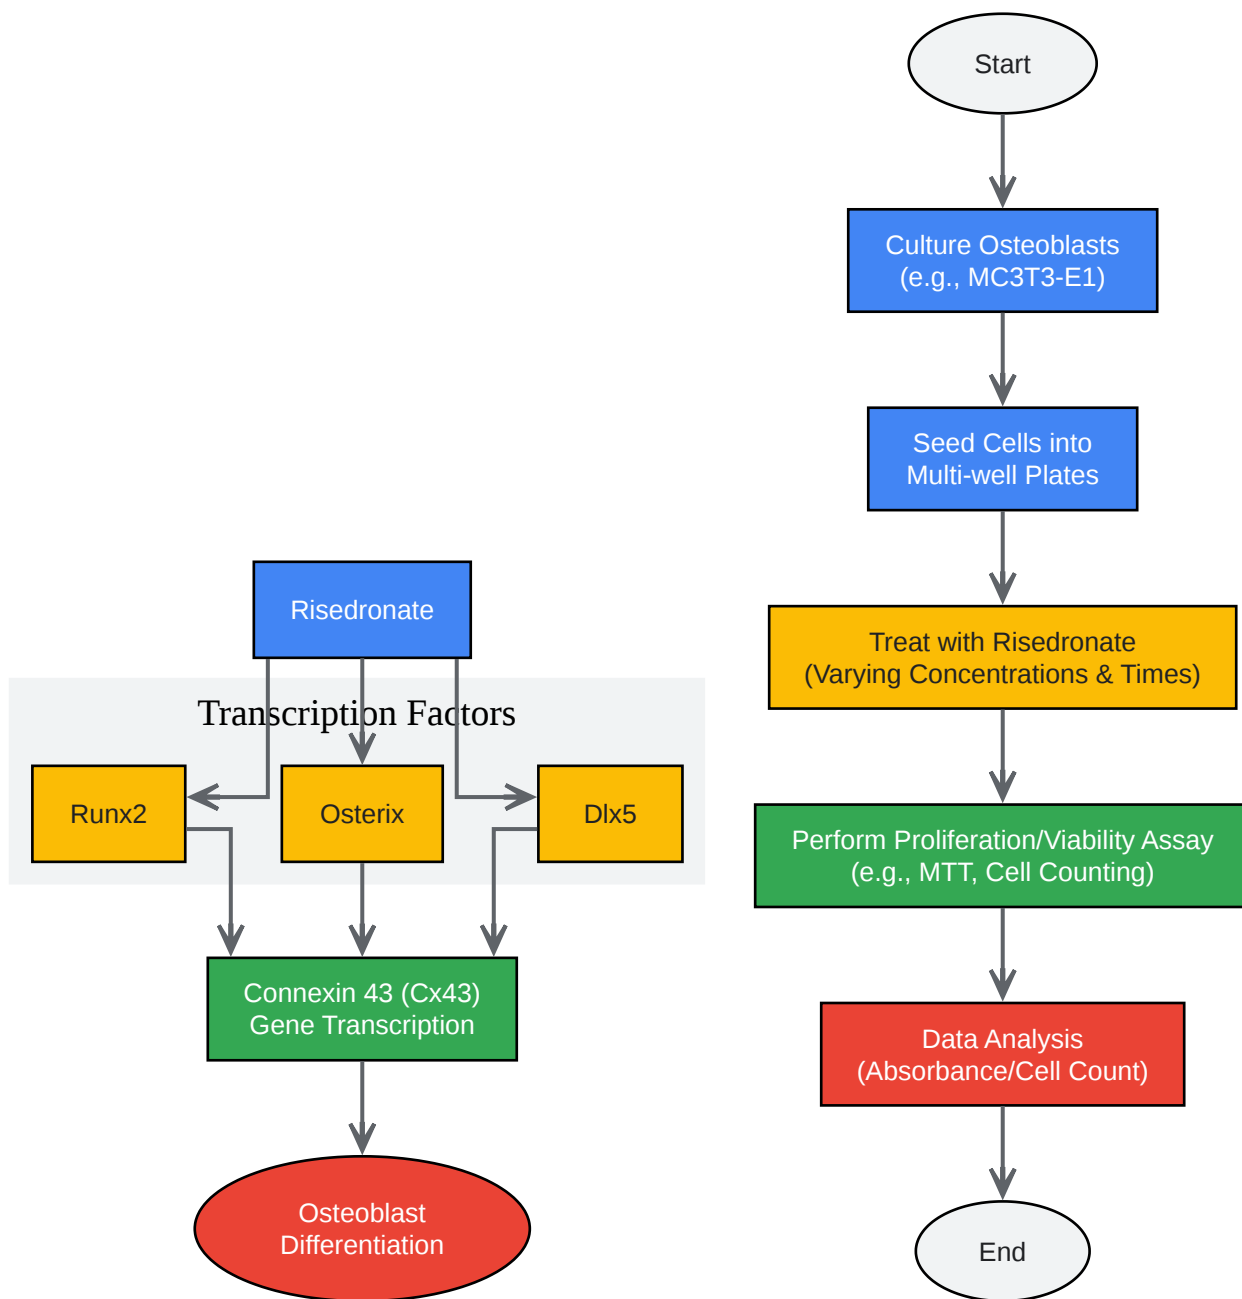 Start
Culture Osteoblasts
(e.g., MC3T3-E1)
Seed Cells into
Multi-well Plates
Treat with Risedronate
(Varying Concentrations & Times)
Perform Proliferation/Viability Assay
(e.g., MTT, Cell Counting)
Data Analysis
(Absorbance/Cell Count)
End
Risedronate
Transcription Factors
Runx2
Osterix
Dlx5
Connexin 43 (Cx43)
Gene Transcription
Osteoblast
Differentiation